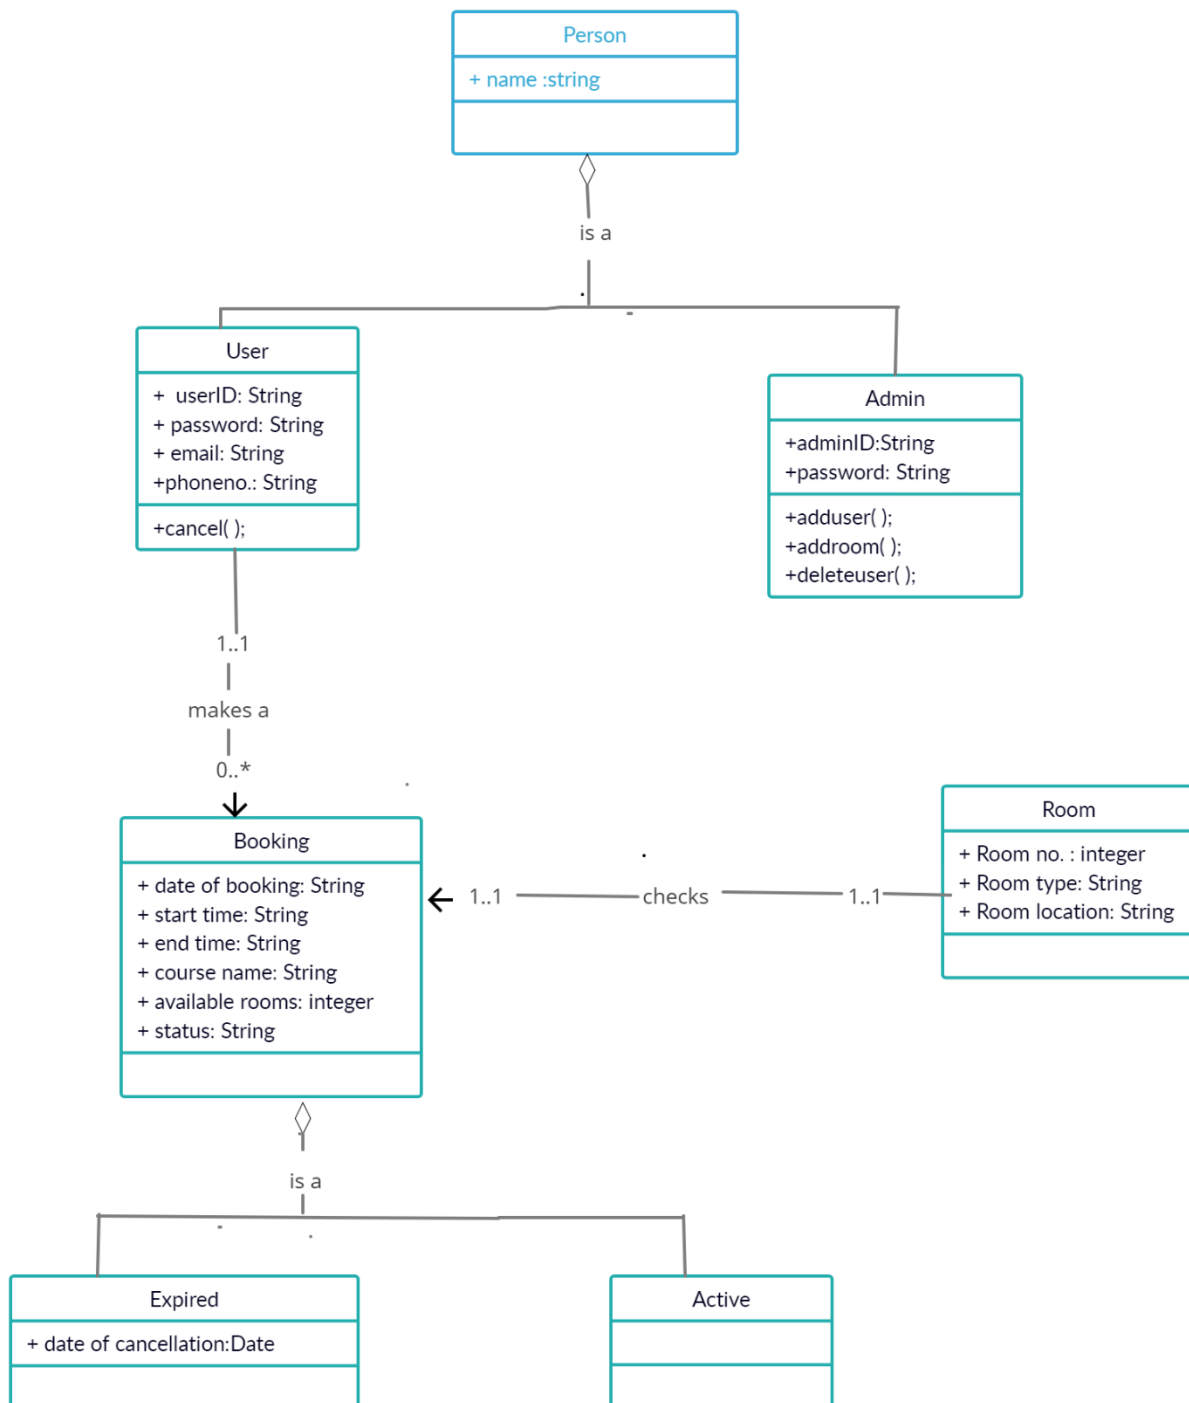 Person
+ name :string
is a
User
+ userID: String
+ password: String
+ email: String
+phoneno.: String
+cancel( );
Admin
+adminID:String
+password: String
+adduser( );
+addroom( );
+deleteuser( );
1..1
makes a
0..*
Booking
+ date of booking: String
+ start time: String
+ end time: String
+ course name: String
+ available rooms: integer
+ status: String
1..1
checks
1..1
Room
+ Room no. : integer
+ Room type: String
+ Room location: String
is a
Expired
+ date of cancellation:Date
Active